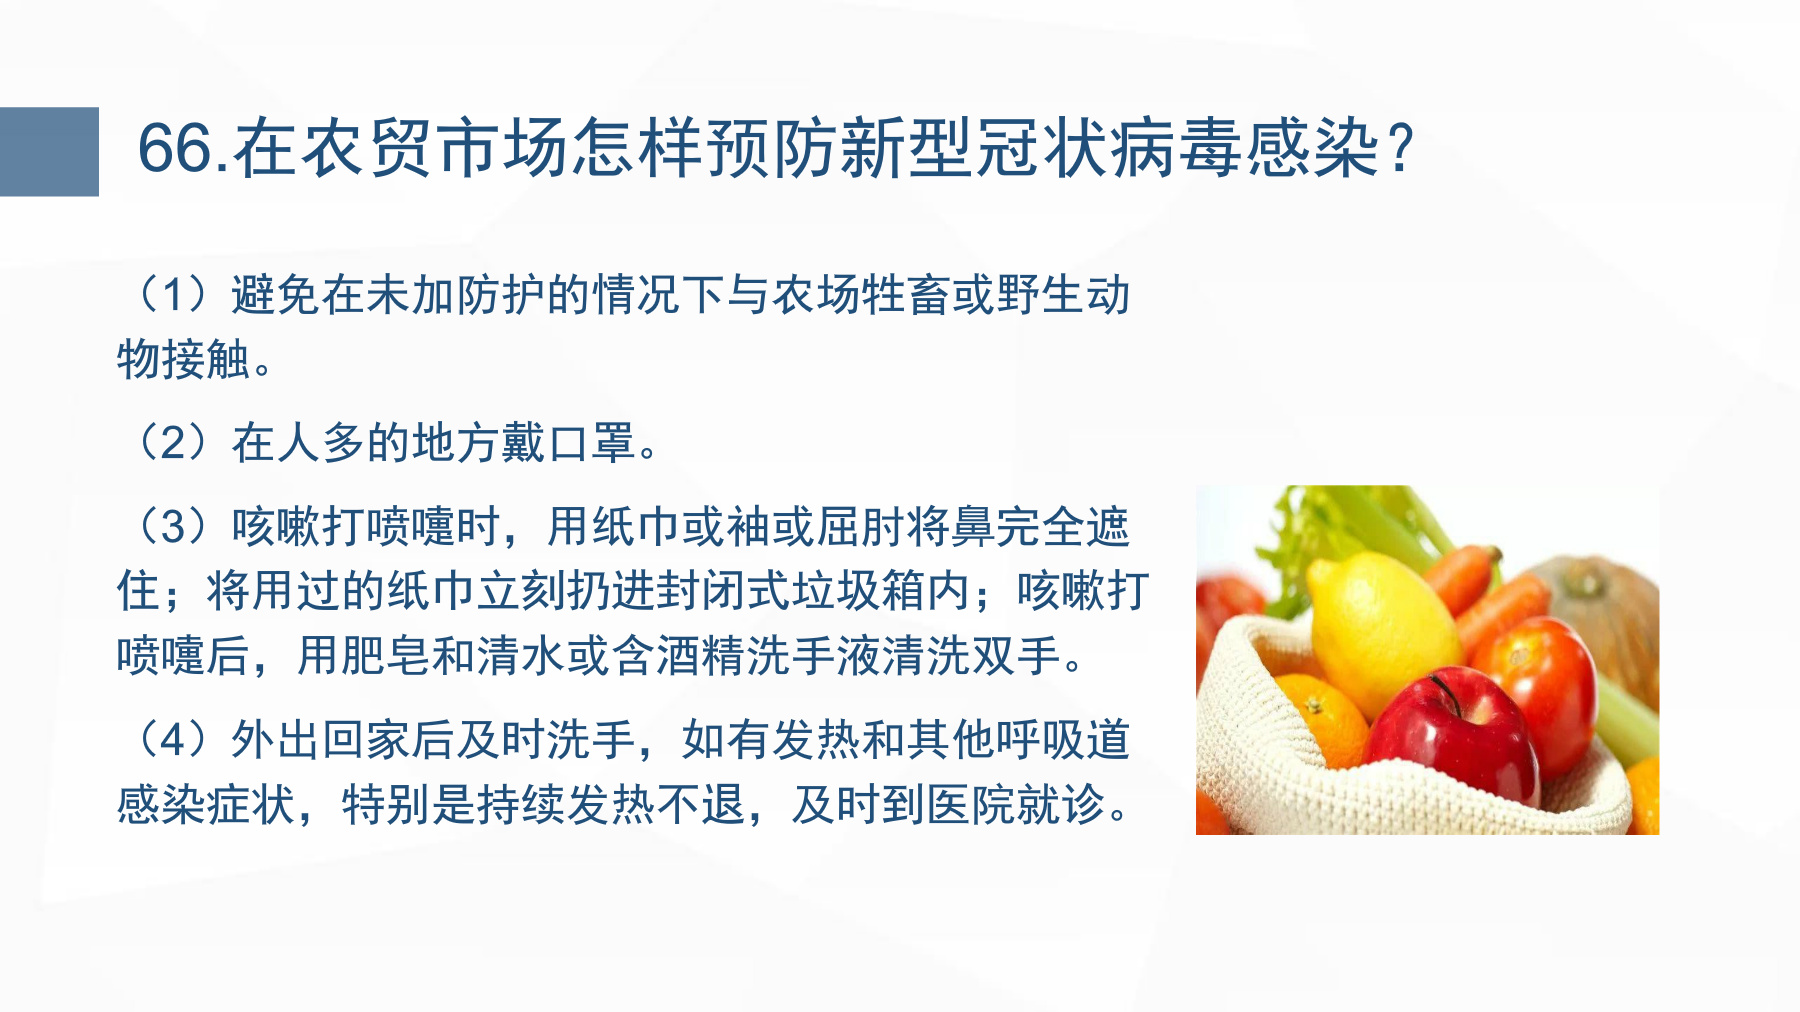 66.在农贸市场怎样预防新型冠状病毒感染?
（1）避免在未加防护的情况下与农场牲畜或野生动
物接触。
（2）在人多的地方戴口罩。
（3）咳嗽打喷嚏时，用纸巾或袖或屈肘将鼻完全遮
住；将用过的纸巾立刻扔进封闭式垃圾箱内；咳嗽打
喷嚏后，用肥皂和清水或含酒精洗手液清洗双手。
（4）外出回家后及时洗手，如有发热和其他呼吸道
感染症状，特别是持续发热不退，及时到医院就诊。